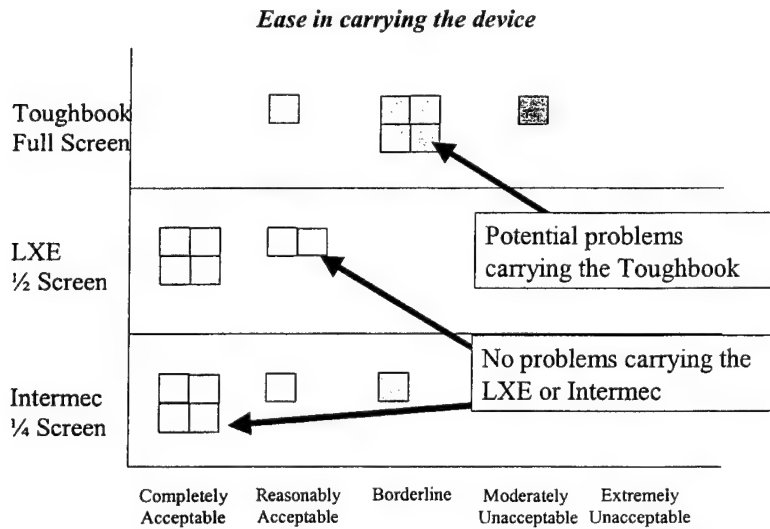 Ease in carrying the device
Toughbook
Full Screen
Potential problems
carrying the Toughbook
LXE
½ Screen
No problems carrying the
LXE or Intermec
Intermec
¼ Screen
Completely
Acceptable
Reasonably
Acceptable
Borderline
Moderately
Unacceptable
Extremely
Unacceptable